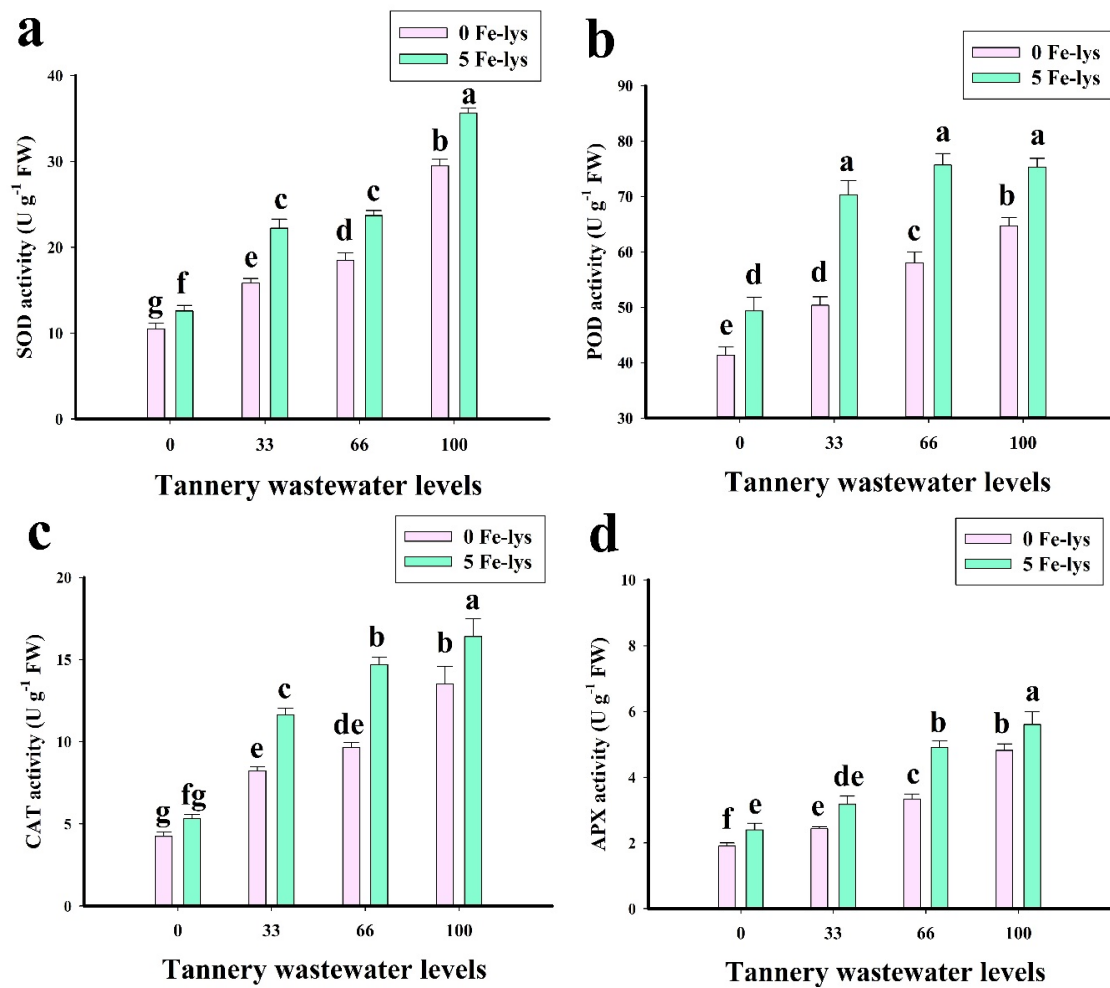 a
0 Fe-lys
5 Fe-lys
SOD activity (U g⁻¹ FW)
40
30
20
10
0
g
f
e
c
d
c
b
a
0
33
66
100
Tannery wastewater levels
b
0 Fe-lys
5 Fe-lys
POD activity (U g⁻¹ FW)
90
80
70
60
50
40
30
e
d
d
a
c
a
b
a
0
33
66
100
Tannery wastewater levels
c
0 Fe-lys
5 Fe-lys
CAT activity (U g⁻¹ FW)
20
15
10
5
0
g
fg
e
c
de
b
b
a
0
33
66
100
Tannery wastewater levels
d
0 Fe-lys
5 Fe-lys
APX activity (U g⁻¹ FW)
10
8
6
4
2
0
f
e
e
de
c
b
b
a
0
33
66
100
Tannery wastewater levels